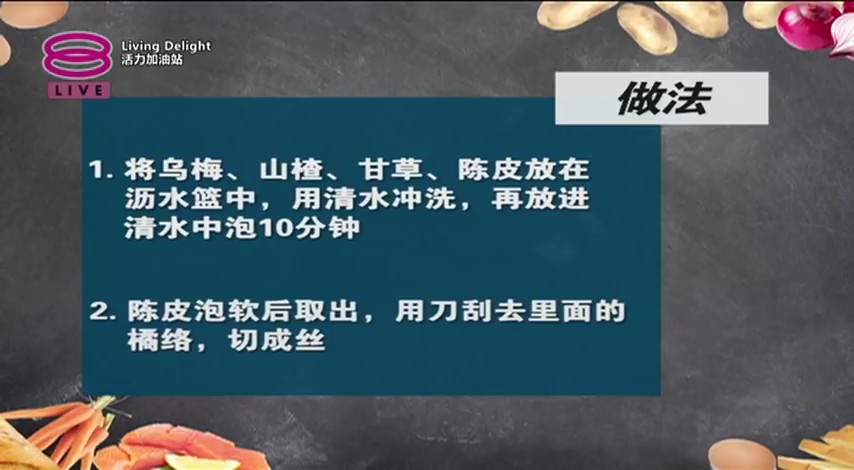 Living Delight
活力加油站
LIVE
做法
1. 将乌梅、山楂、甘草、陈皮放在
沥水篮中，用清水冲洗，再放进
清水中泡10分钟
2. 陈皮泡软后取出，用刀刮去里面的
橘络，切成丝